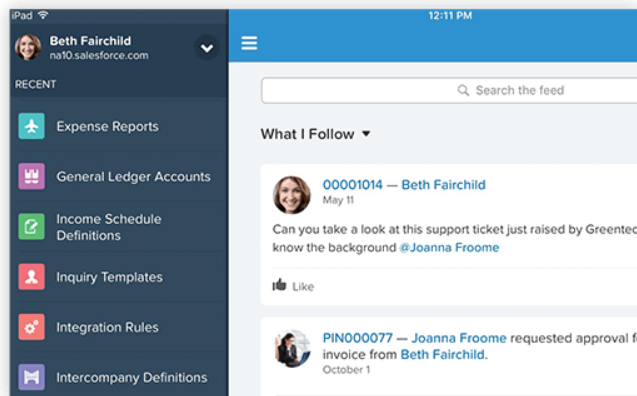 iPad
12:11 PM
Beth Fairchild
na10.salesforce.com
RECENT
Expense Reports
General Ledger Accounts
Income Schedule
Definitions
Inquiry Templates
Integration Rules
Intercompany Definitions
Search the feed
What I Follow
00001014 — Beth Fairchild
May 11
Can you take a look at this support ticket just raised by Greentec
know the background @Joanna Froome
Like
PIN000077 — Joanna Froome requested approval f
invoice from Beth Fairchild.
October 1